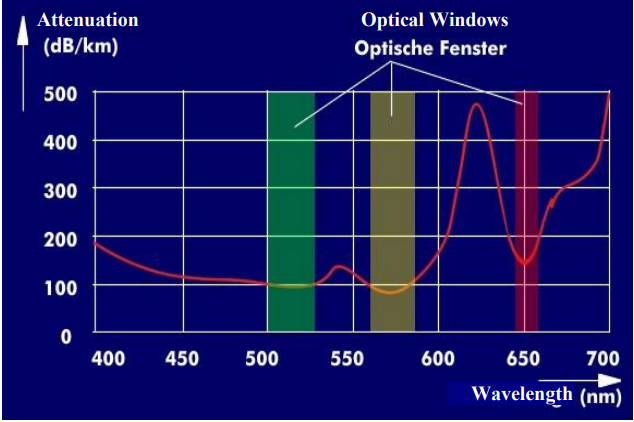 Attenuation
(dB/km)
Optical Windows
Optische Fenster
500
400
300
200
100
0
400 450 500 550 600 650 700
Wavelength (nm)